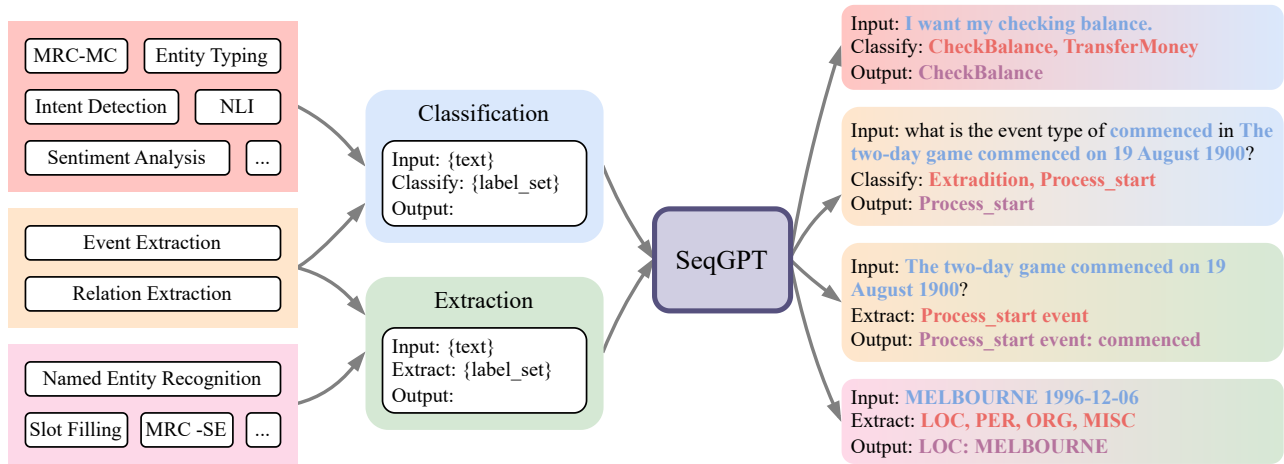 MRC-MC
Entity Typing
Intent Detection
NLI
Sentiment Analysis
...
Event Extraction
Relation Extraction
Named Entity Recognition
Slot Filling
MRC -SE
...
Classification
Input: {text}
Classify: {label_set}
Output:
Extraction
Input: {text}
Extract: {label_set}
Output:
SeqGPT
Input: I want my checking balance.
Classify: CheckBalance, TransferMoney
Output: CheckBalance
Input: what is the event type of commenced in The
two-day game commenced on 19 August 1900?
Classify: Extradition, Process_start
Output: Process_start
Input: The two-day game commenced on 19
August 1900?
Extract: Process_start event
Output: Process_start event: commenced
Input: MELBOURNE 1996-12-06
Extract: LOC, PER, ORG, MISC
Output: LOC: MELBOURNE